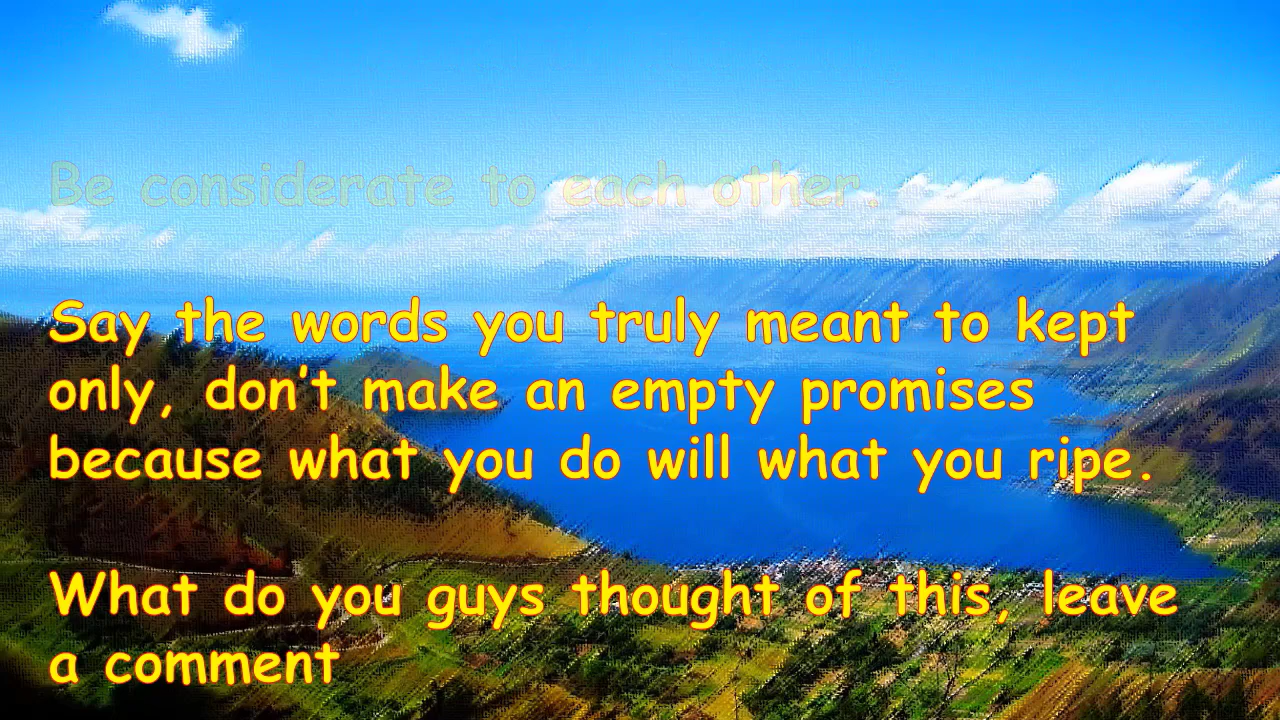 Be considerate to each other.
Say the words you truly meant to kept
only, don’t make an empty promises
because what you do will what you ripe.
What do you guys thought of this, leave
a comment